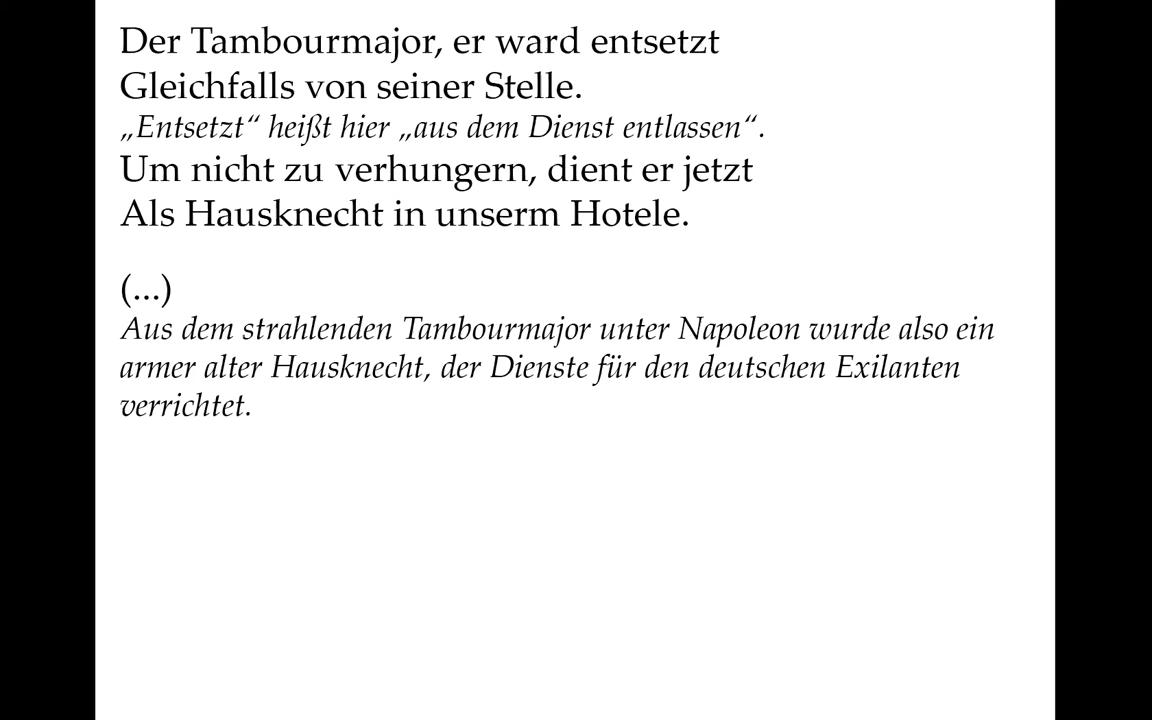 Der Tambourmajor, er ward entsetzt
Gleichfalls von seiner Stelle.
„Entsetzt“ heißt hier „aus dem Dienst entlassen“.
Um nicht zu verhungern, dient er jetzt
Als Hausknecht in unserm Hotele.
(...)
Aus dem strahlenden Tambourmajor unter Napoleon wurde also ein
armer alter Hausknecht, der Dienste für den deutschen Exilanten
verrichtet.